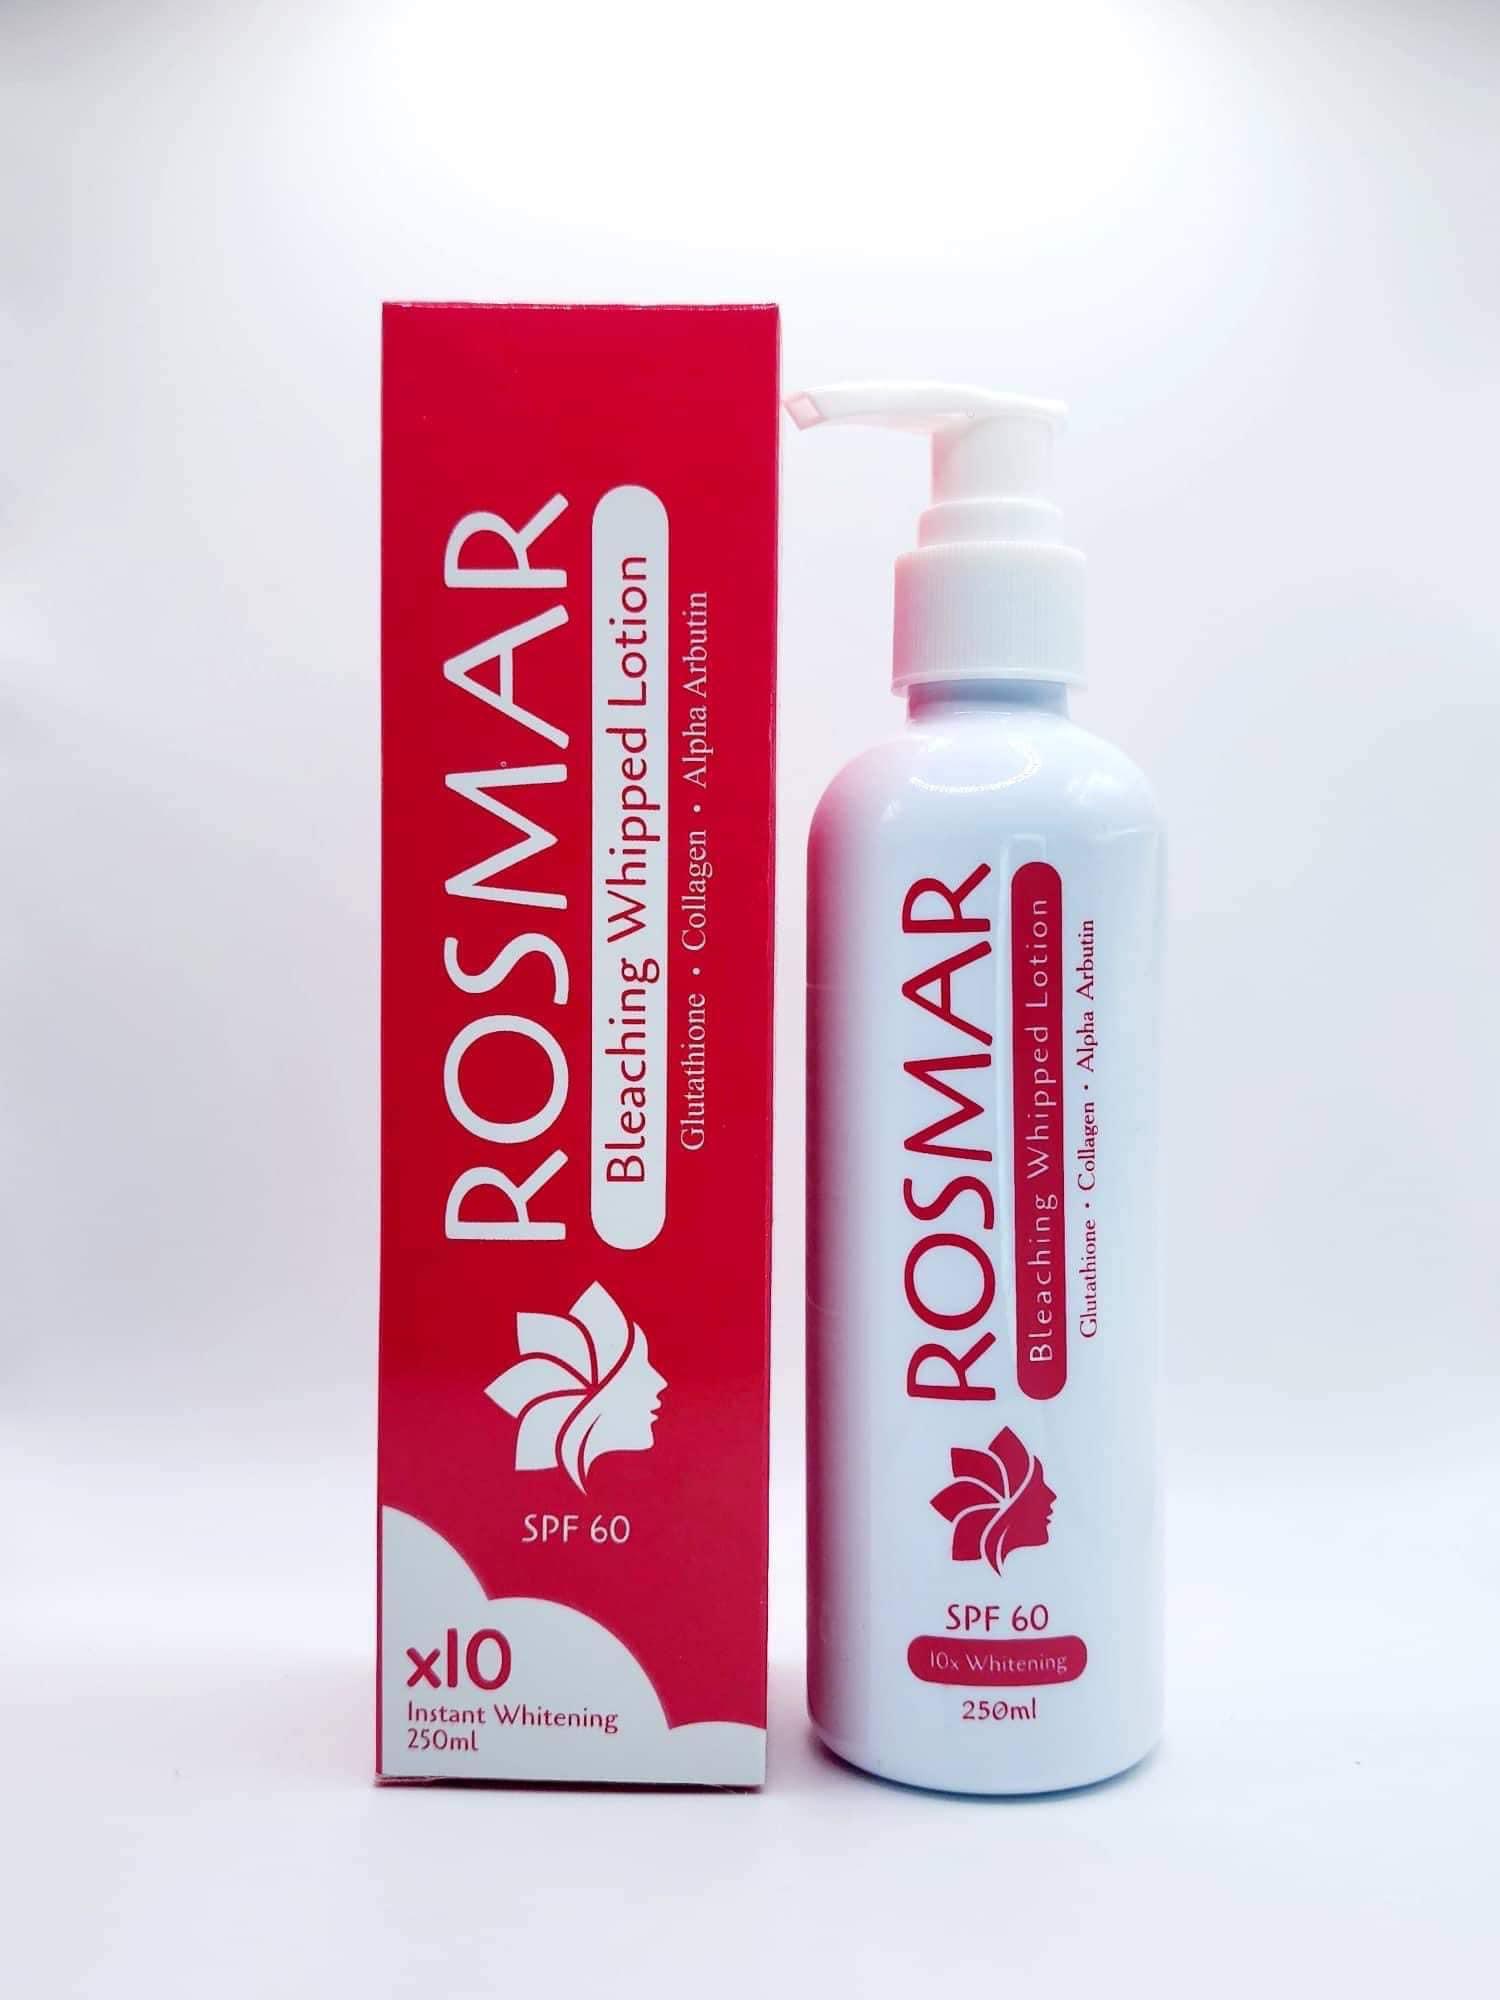 ROSMAR
Bleaching Whipped Lotion
Glutathione • Collagen • Alpha Arbutin
SPF 60
x10
Instant Whitening
250ml
ROSMAR
Bleaching Whipped Lotion
Glutathione • Collagen • Alpha Arbutin
SPF 60
10x Whitening
250ml